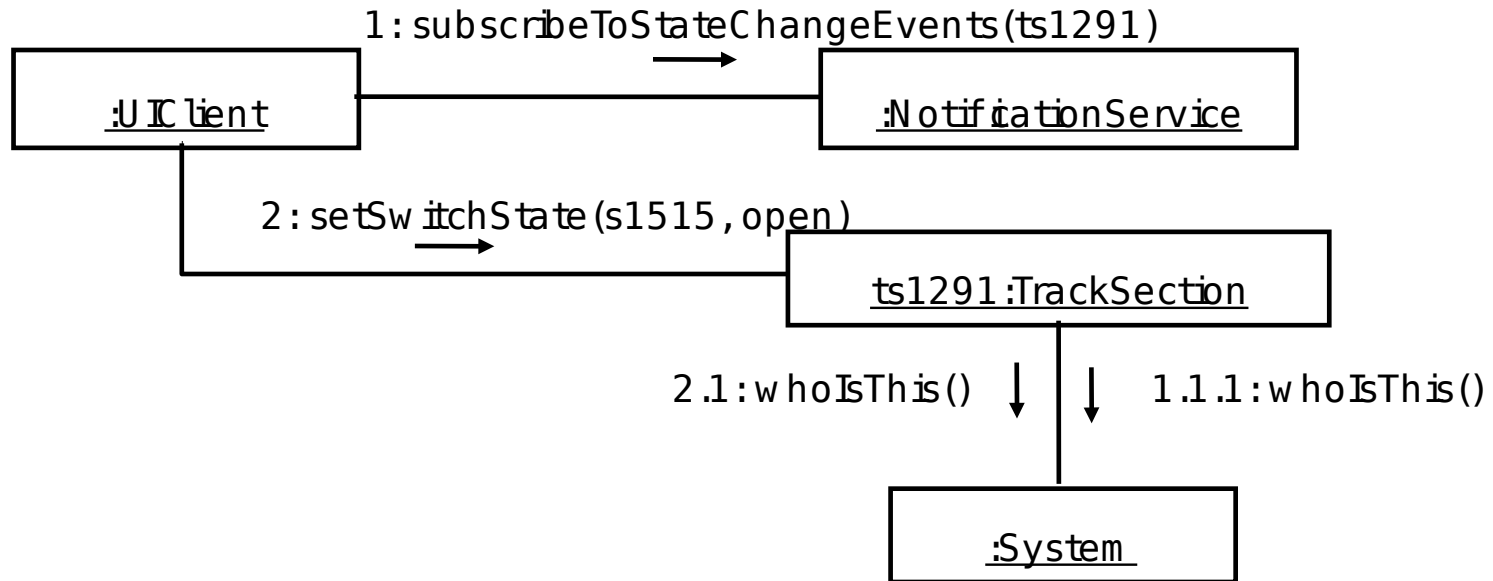 1:subscribeToStateChangeEvents(ts1291)
:UIClient
:NotificationService
2:setSwitchState(s1515,open)
ts1291:TrackSection
2.1:whoIsThis()
1.1.1:whoIsThis()
:System